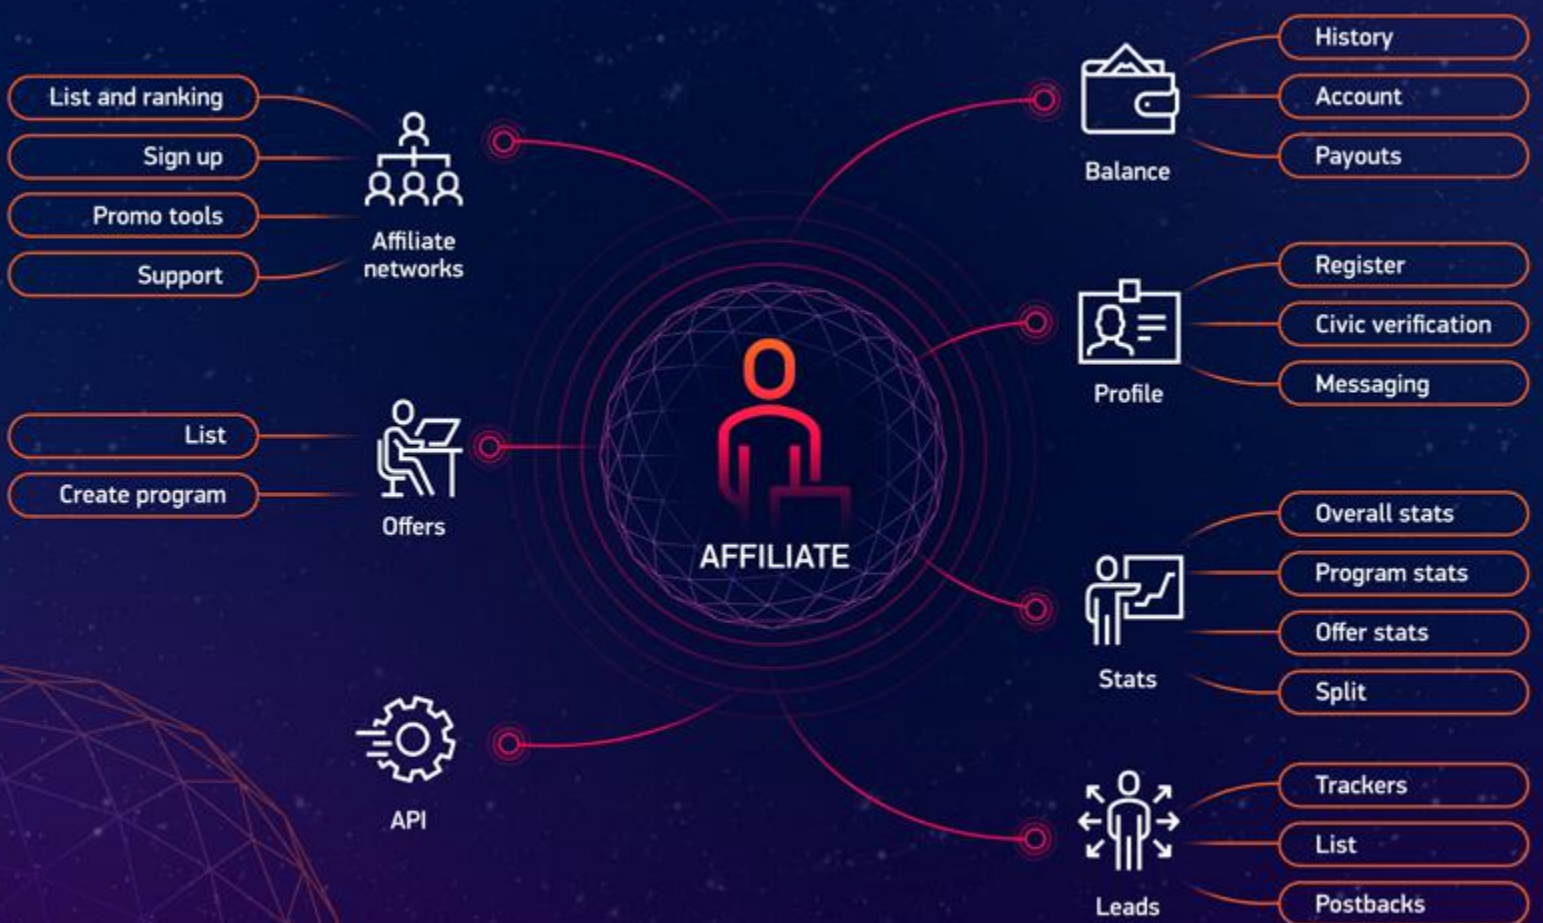 List and ranking
Sign up
Promo tools
Support
Affiliate
networks
List
Create program
Offers
API
AFFILIATE
Balance
History
Account
Payouts
Profile
Register
Civic verification
Messaging
Stats
Overall stats
Program stats
Offer stats
Split
Leads
Trackers
List
Postbacks